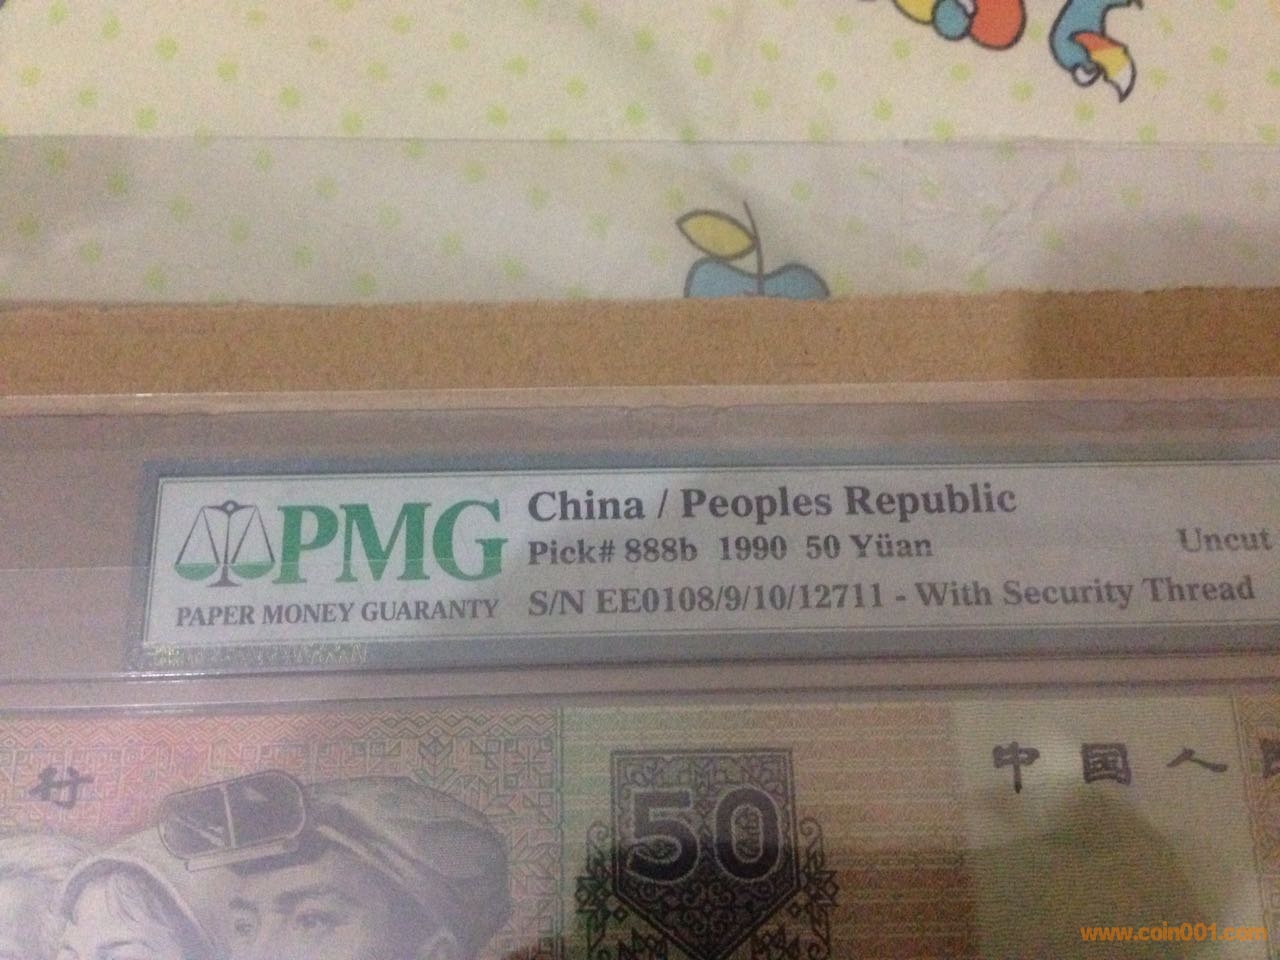 PMG
PAPER MONEY GUARANTY
China / Peoples Republic
Pick# 888b 1990 50 Yüan
Uncut
S/N EE0108/9/10/12711 - With Security Thread
行
50
中国人
www.coin001.com